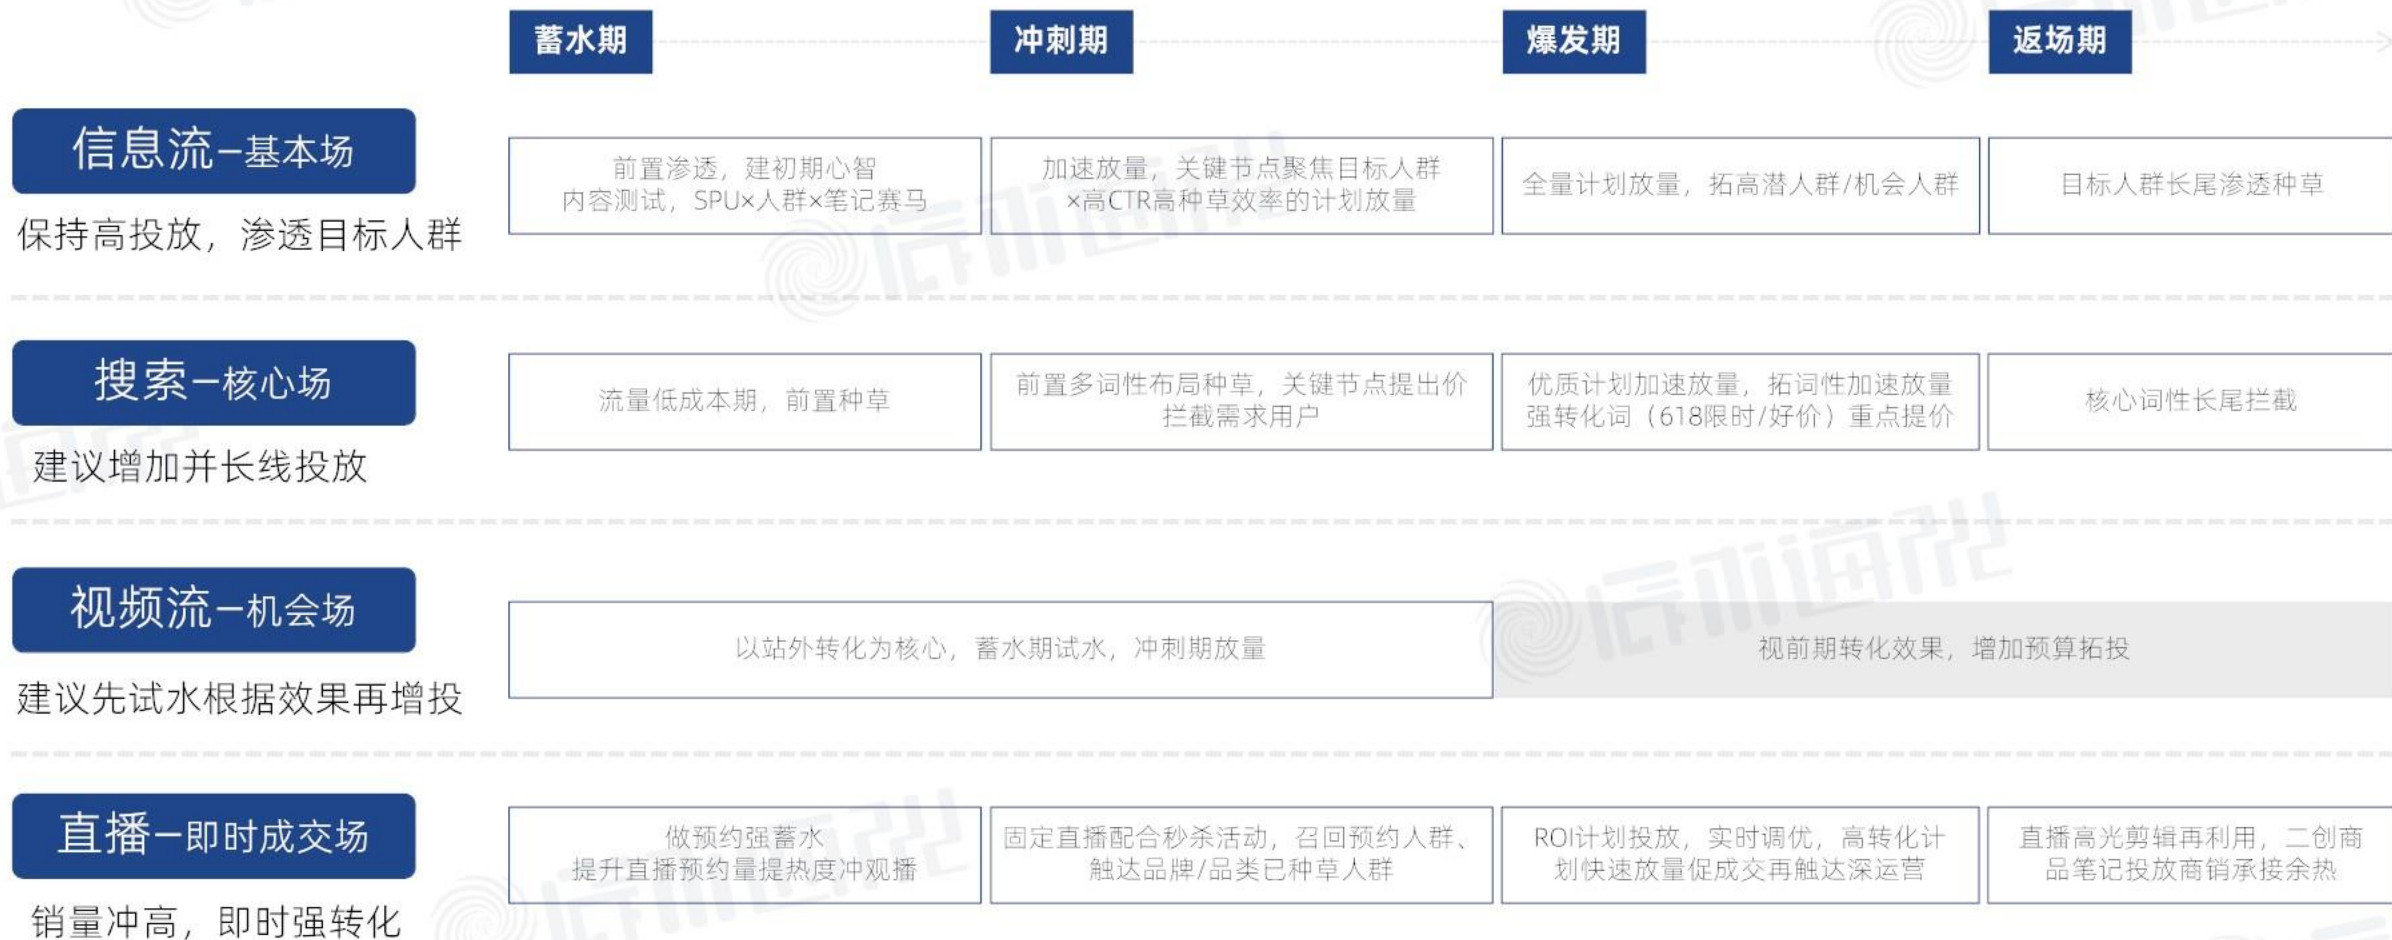 蓄水期
冲刺期
爆发期
返场期
信息流—基本场
保持高投放，渗透目标人群
前置渗透，建初期心智
内容测试，SPU×人群×笔记赛马
加速放量，关键节点聚焦目标人群
×高CTR高种草效率的计划放量
全量计划放量，拓高潜人群/机会人群
目标人群长尾渗透种草
搜索—核心场
建议增加并长线投放
流量低成本期，前置种草
前置多词性布局种草，关键节点提出价
拦截需求用户
优质计划加速放量，拓词性加速放量
强转化词（618限时/好价）重点提价
核心词性长尾拦截
视频流—机会场
建议先试水根据效果再增投
以站外转化为核心，蓄水期试水，冲刺期放量
视前期转化效果，增加预算拓投
直播—即时成交场
销量冲高，即时强转化
做预约强蓄水
提升直播预约量提热度冲观播
固定直播配合秒杀活动，召回预约人群、
触达品牌/品类已种草人群
ROI计划投放，实时调优，高转化计
划快速放量促成交再触达深运营
直播高光剪辑再利用，二创商
品笔记投放商销承接余热